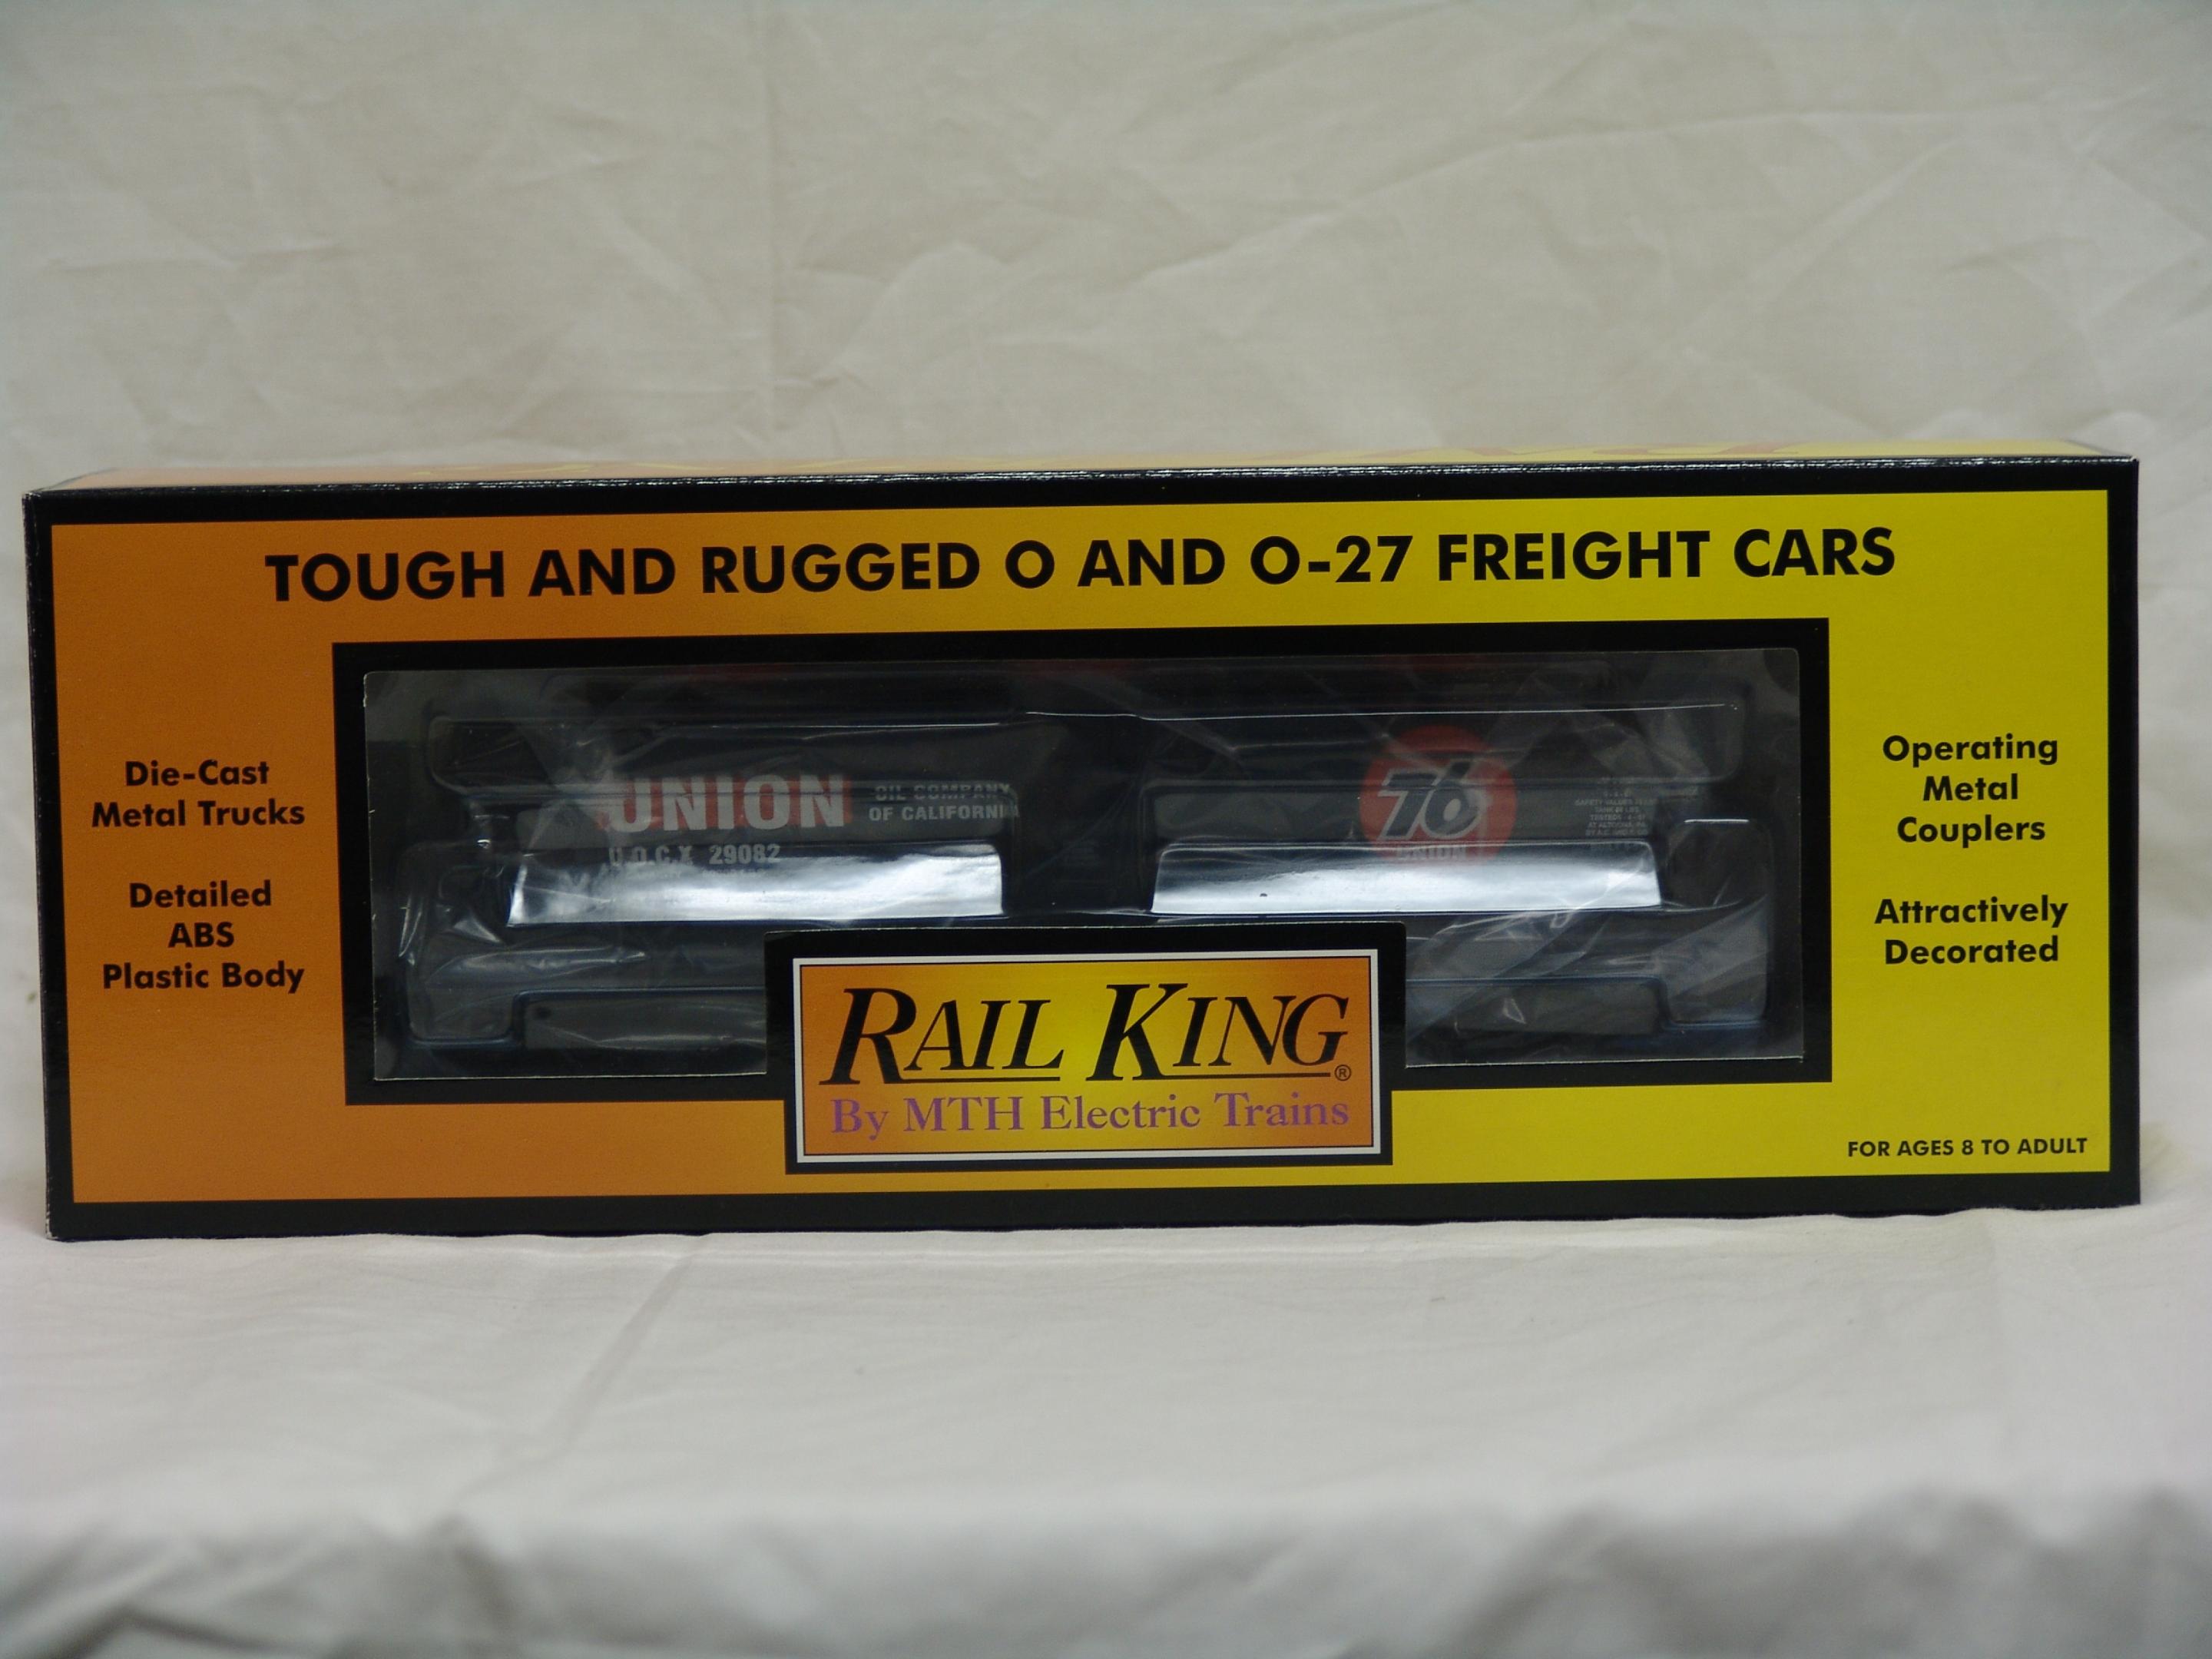 TOUGH AND RUGGED O AND O-27 FREIGHT CARS
Die-Cast
Metal Trucks
Detailed
ABS
Plastic Body
UNION
OIL COMPANY
OF CALIFORNIA
U.O.C.X 29082
76
UNION
Operating
Metal
Couplers
Attractively
Decorated
RAIL KING®
By MTH Electric Trains
FOR AGES 8 TO ADULT